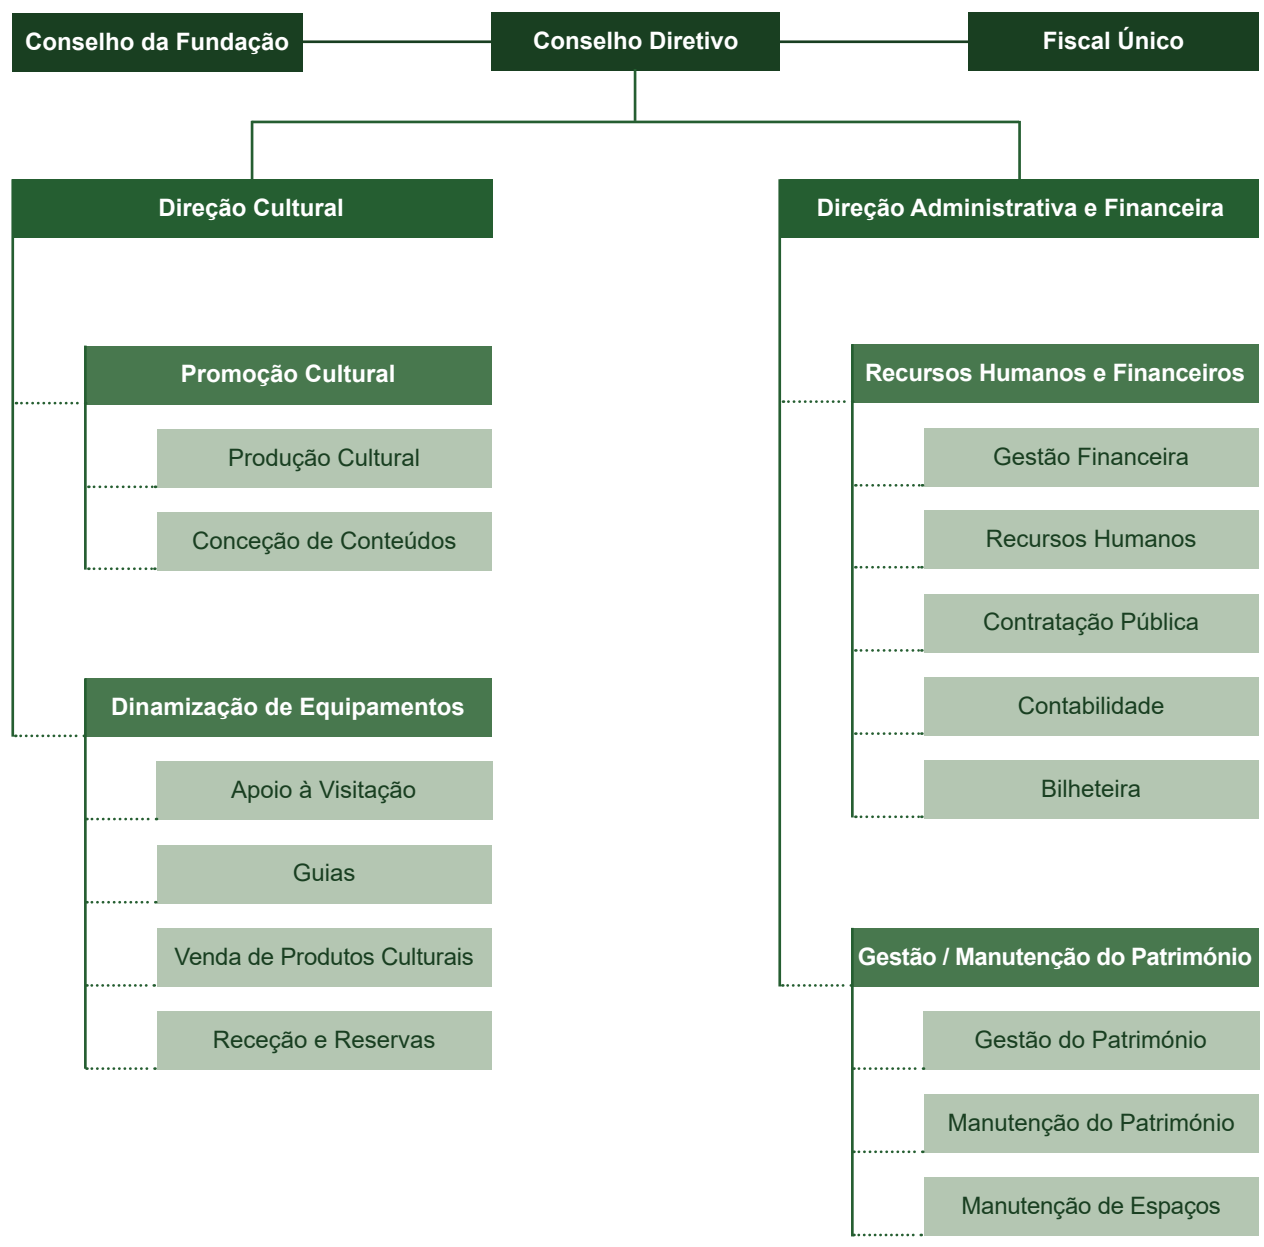 Conselho da Fundação
Conselho Diretivo
Fiscal Único
Direção Cultural
Promoção Cultural
Produção Cultural
Conceção de Conteúdos
Dinamização de Equipamentos
Apoio à Visitação
Guias
Venda de Produtos Culturais
Receção e Reservas
Direção Administrativa e Financeira
Recursos Humanos e Financeiros
Gestão Financeira
Recursos Humanos
Contratação Pública
Contabilidade
Bilheteira
Gestão / Manutenção do Património
Gestão do Património
Manutenção do Património
Manutenção de Espaços